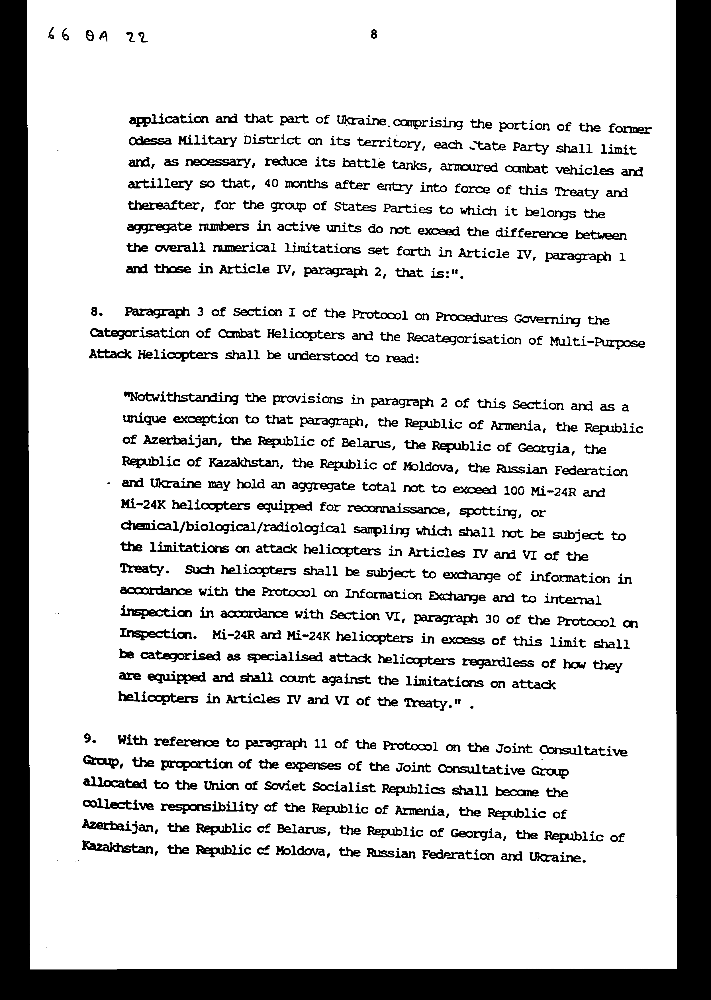 66 OA 22
8
application and that part of Ukraine comprising the portion of the former
Odessa Military District on its territory, each State Party shall limit
and, as necessary, reduce its battle tanks, armoured combat vehicles and
artillery so that, 40 months after entry into force of this Treaty and
thereafter, for the group of States Parties to which it belongs the
aggregate numbers in active units do not exceed the difference between
the overall numerical limitations set forth in Article IV, paragraph 1
and those in Article IV, paragraph 2, that is:".
8. Paragraph 3 of Section I of the Protocol on Procedures Governing the
Categorisation of Combat Helicopters and the Recategorisation of Multi-Purpose
Attack Helicopters shall be understood to read:
"Notwithstanding the provisions in paragraph 2 of this Section and as a
unique exception to that paragraph, the Republic of Armenia, the Republic
of Azerbaijan, the Republic of Belarus, the Republic of Georgia, the
Republic of Kazakhstan, the Republic of Moldova, the Russian Federation
and Ukraine may hold an aggregate total not to exceed 100 Mi-24R and
Mi-24K helicopters equipped for reconnaissance, spotting, or
chemical/biological/radiological sampling which shall not be subject to
the limitations on attack helicopters in Articles IV and VI of the
Treaty. Such helicopters shall be subject to exchange of information in
accordance with the Protocol on Information Exchange and to internal
inspection in accordance with Section VI, paragraph 30 of the Protocol on
Inspection. Mi-24R and Mi-24K helicopters in excess of this limit shall
be categorised as specialised attack helicopters regardless of how they
are equipped and shall count against the limitations on attack
helicopters in Articles IV and VI of the Treaty." .
9. With reference to paragraph 11 of the Protocol on the Joint Consultative
Group, the proportion of the expenses of the Joint Consultative Group
allocated to the Union of Soviet Socialist Republics shall become the
collective responsibility of the Republic of Armenia, the Republic of
Azerbaijan, the Republic of Belarus, the Republic of Georgia, the Republic of
Kazakhstan, the Republic of Moldova, the Russian Federation and Ukraine.